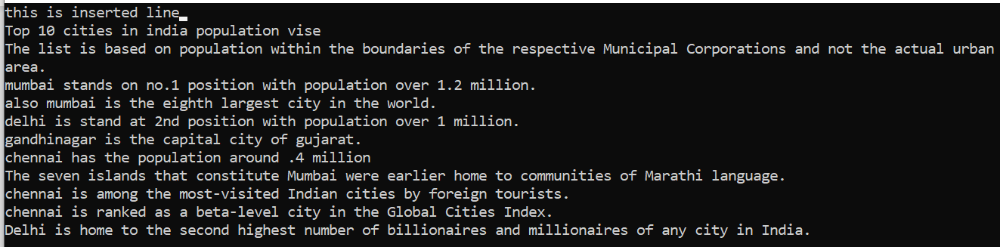 this is inserted line
Top 10 cities in india population vise
The list is based on population within the boundaries of the respective Municipal Corporations and not the actual urban
area.
mumbai stands on no.1 position with population over 1.2 million.
also mumbai is the eighth largest city in the world.
delhi is stand at 2nd position with population over 1 million.
gandhinagar is the capital city of gujarat.
chennai has the population around .4 million
The seven islands that constitute Mumbai were earlier home to communities of Marathi language.
chennai is among the most-visited Indian cities by foreign tourists.
chennai is ranked as a beta-level city in the Global Cities Index.
Delhi is home to the second highest number of billionaires and millionaires of any city in India.